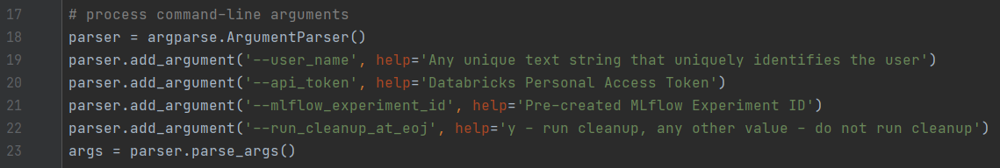 17 # process command-line arguments
18 parser = argparse.ArgumentParser()
19 parser.add_argument('--user_name', help='Any unique text string that uniquely identifies the user')
20 parser.add_argument('--api_token', help='Databricks Personal Access Token')
21 parser.add_argument('--mlflow_experiment_id', help='Pre-created MLflow Experiment ID')
22 parser.add_argument('--run_cleanup_at_eoj', help='y - run cleanup, any other value - do not run cleanup')
23 args = parser.parse_args()